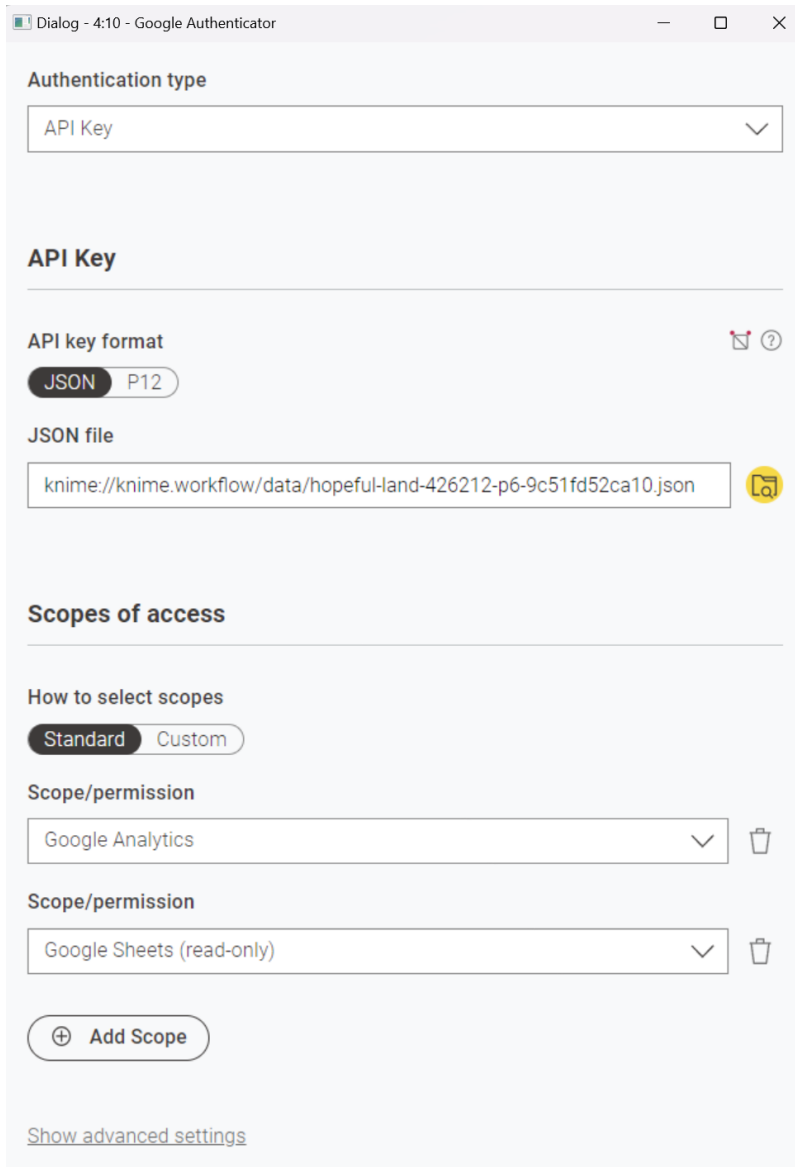 Dialog - 4:10 - Google Authenticator
Authentication type
API Key
API Key
API key format
JSON P12
JSON file
knime://knime.workflow/data/hopeful-land-426212-p6-9c51fd52ca10.json
Scopes of access
How to select scopes
Standard Custom
Scope/permission
Google Analytics
Scope/permission
Google Sheets (read-only)
Add Scope
Show advanced settings